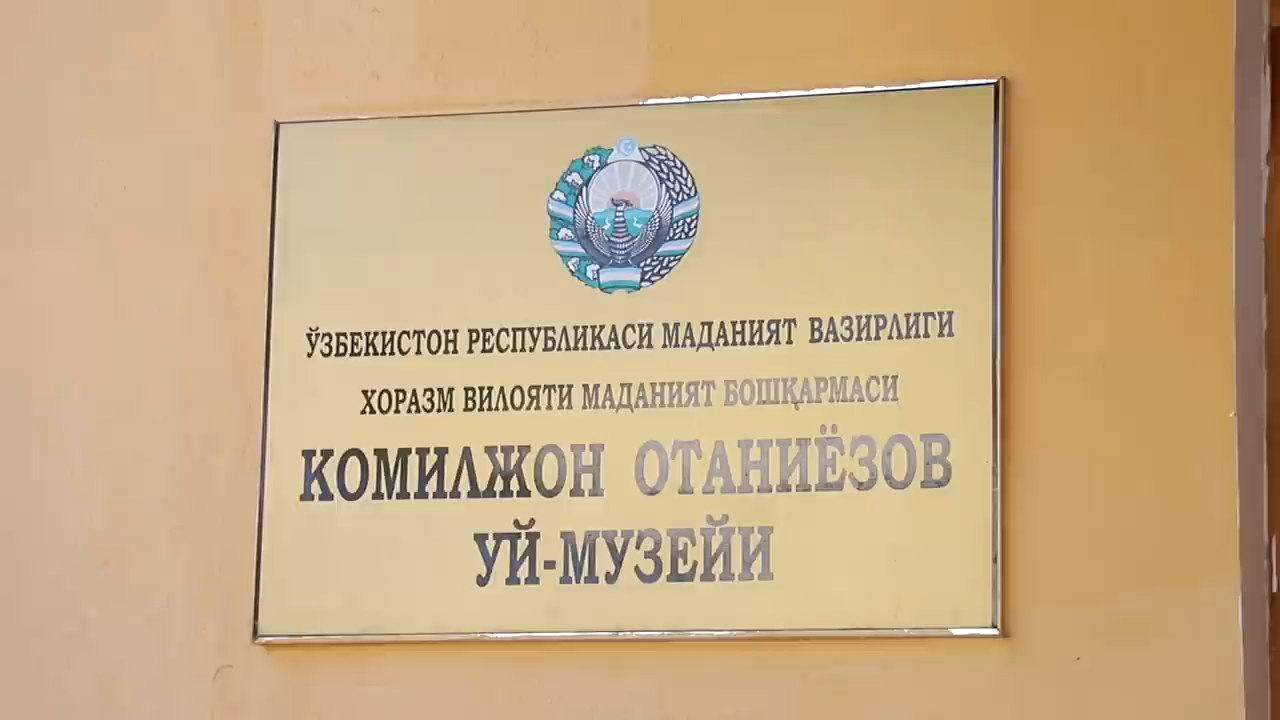 ЎЗБЕКИСТОН РЕСПУБЛИКАСИ МАДАНИЯТ ВАЗИРЛИГИ
ХОРАЗМ ВИЛОЯТИ МАДАНИЯТ БОШҚАРМАСИ
КОМИЛЖОН ОТАНИЁЗОВ
УЙ-МУЗЕЙИ